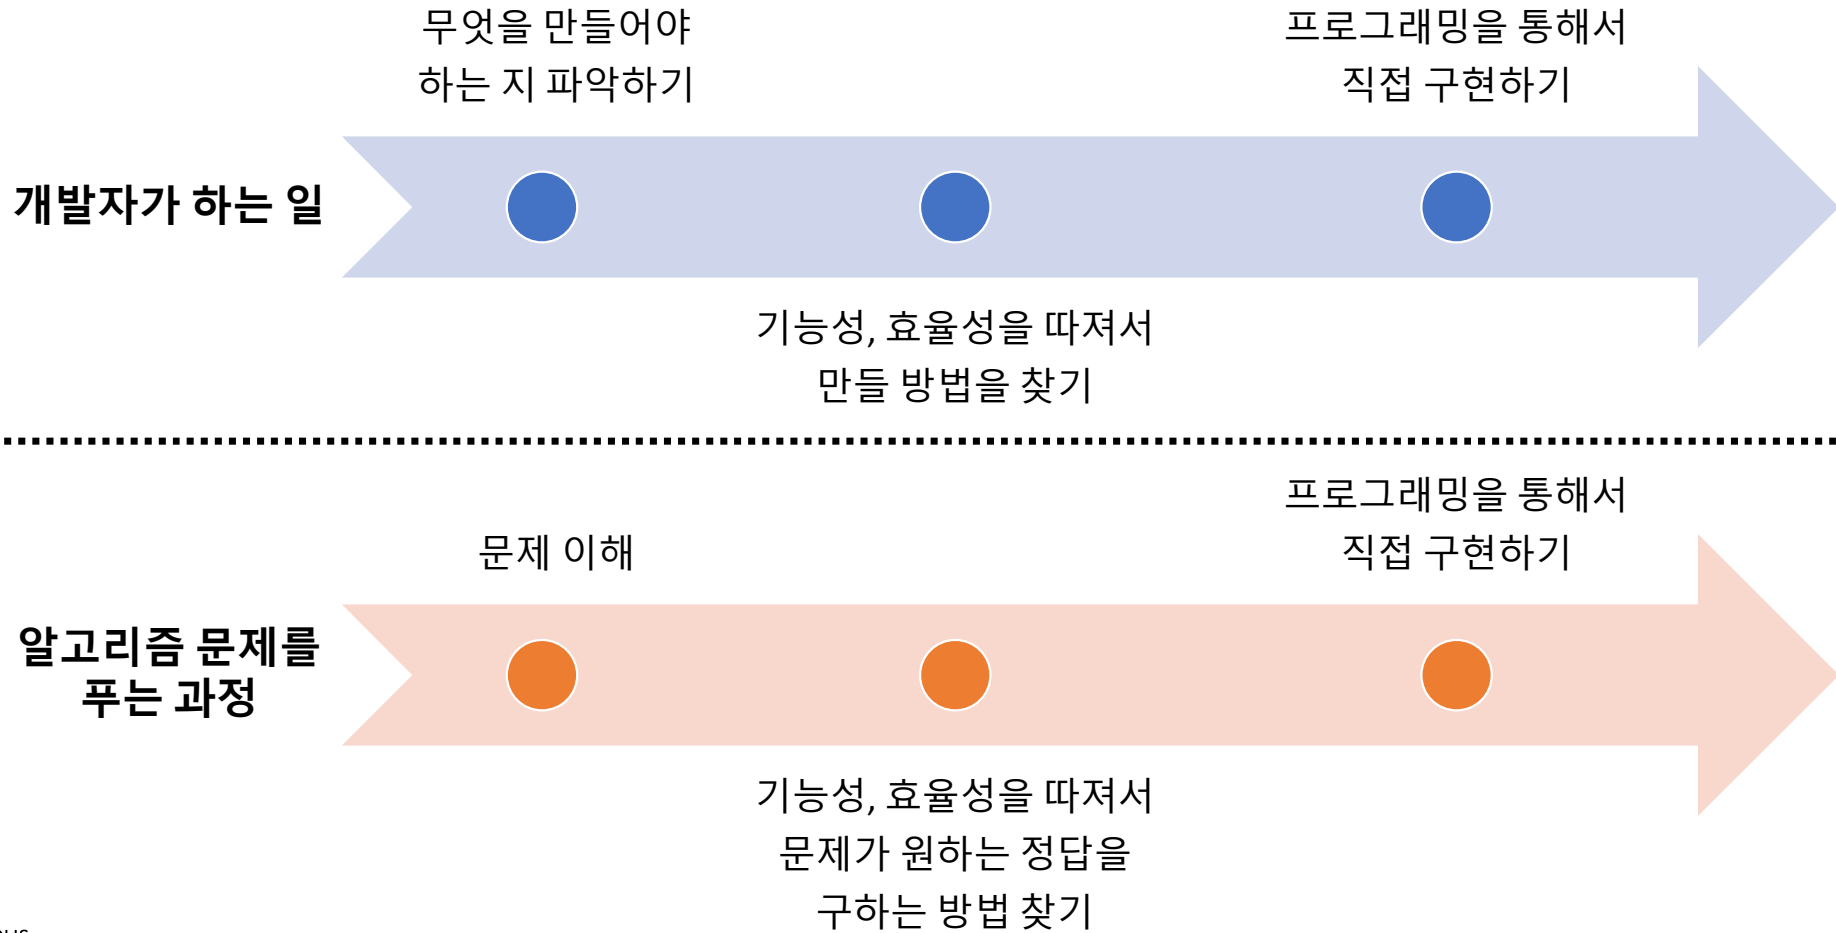 무엇을 만들어야
하는 지 파악하기
프로그래밍을 통해서
직접 구현하기
개발자가 하는 일
기능성, 효율성을 따져서
만들 방법을 찾기
문제 이해
프로그래밍을 통해서
직접 구현하기
알고리즘 문제를
푸는 과정
기능성, 효율성을 따져서
문제가 원하는 정답을
구하는 방법 찾기